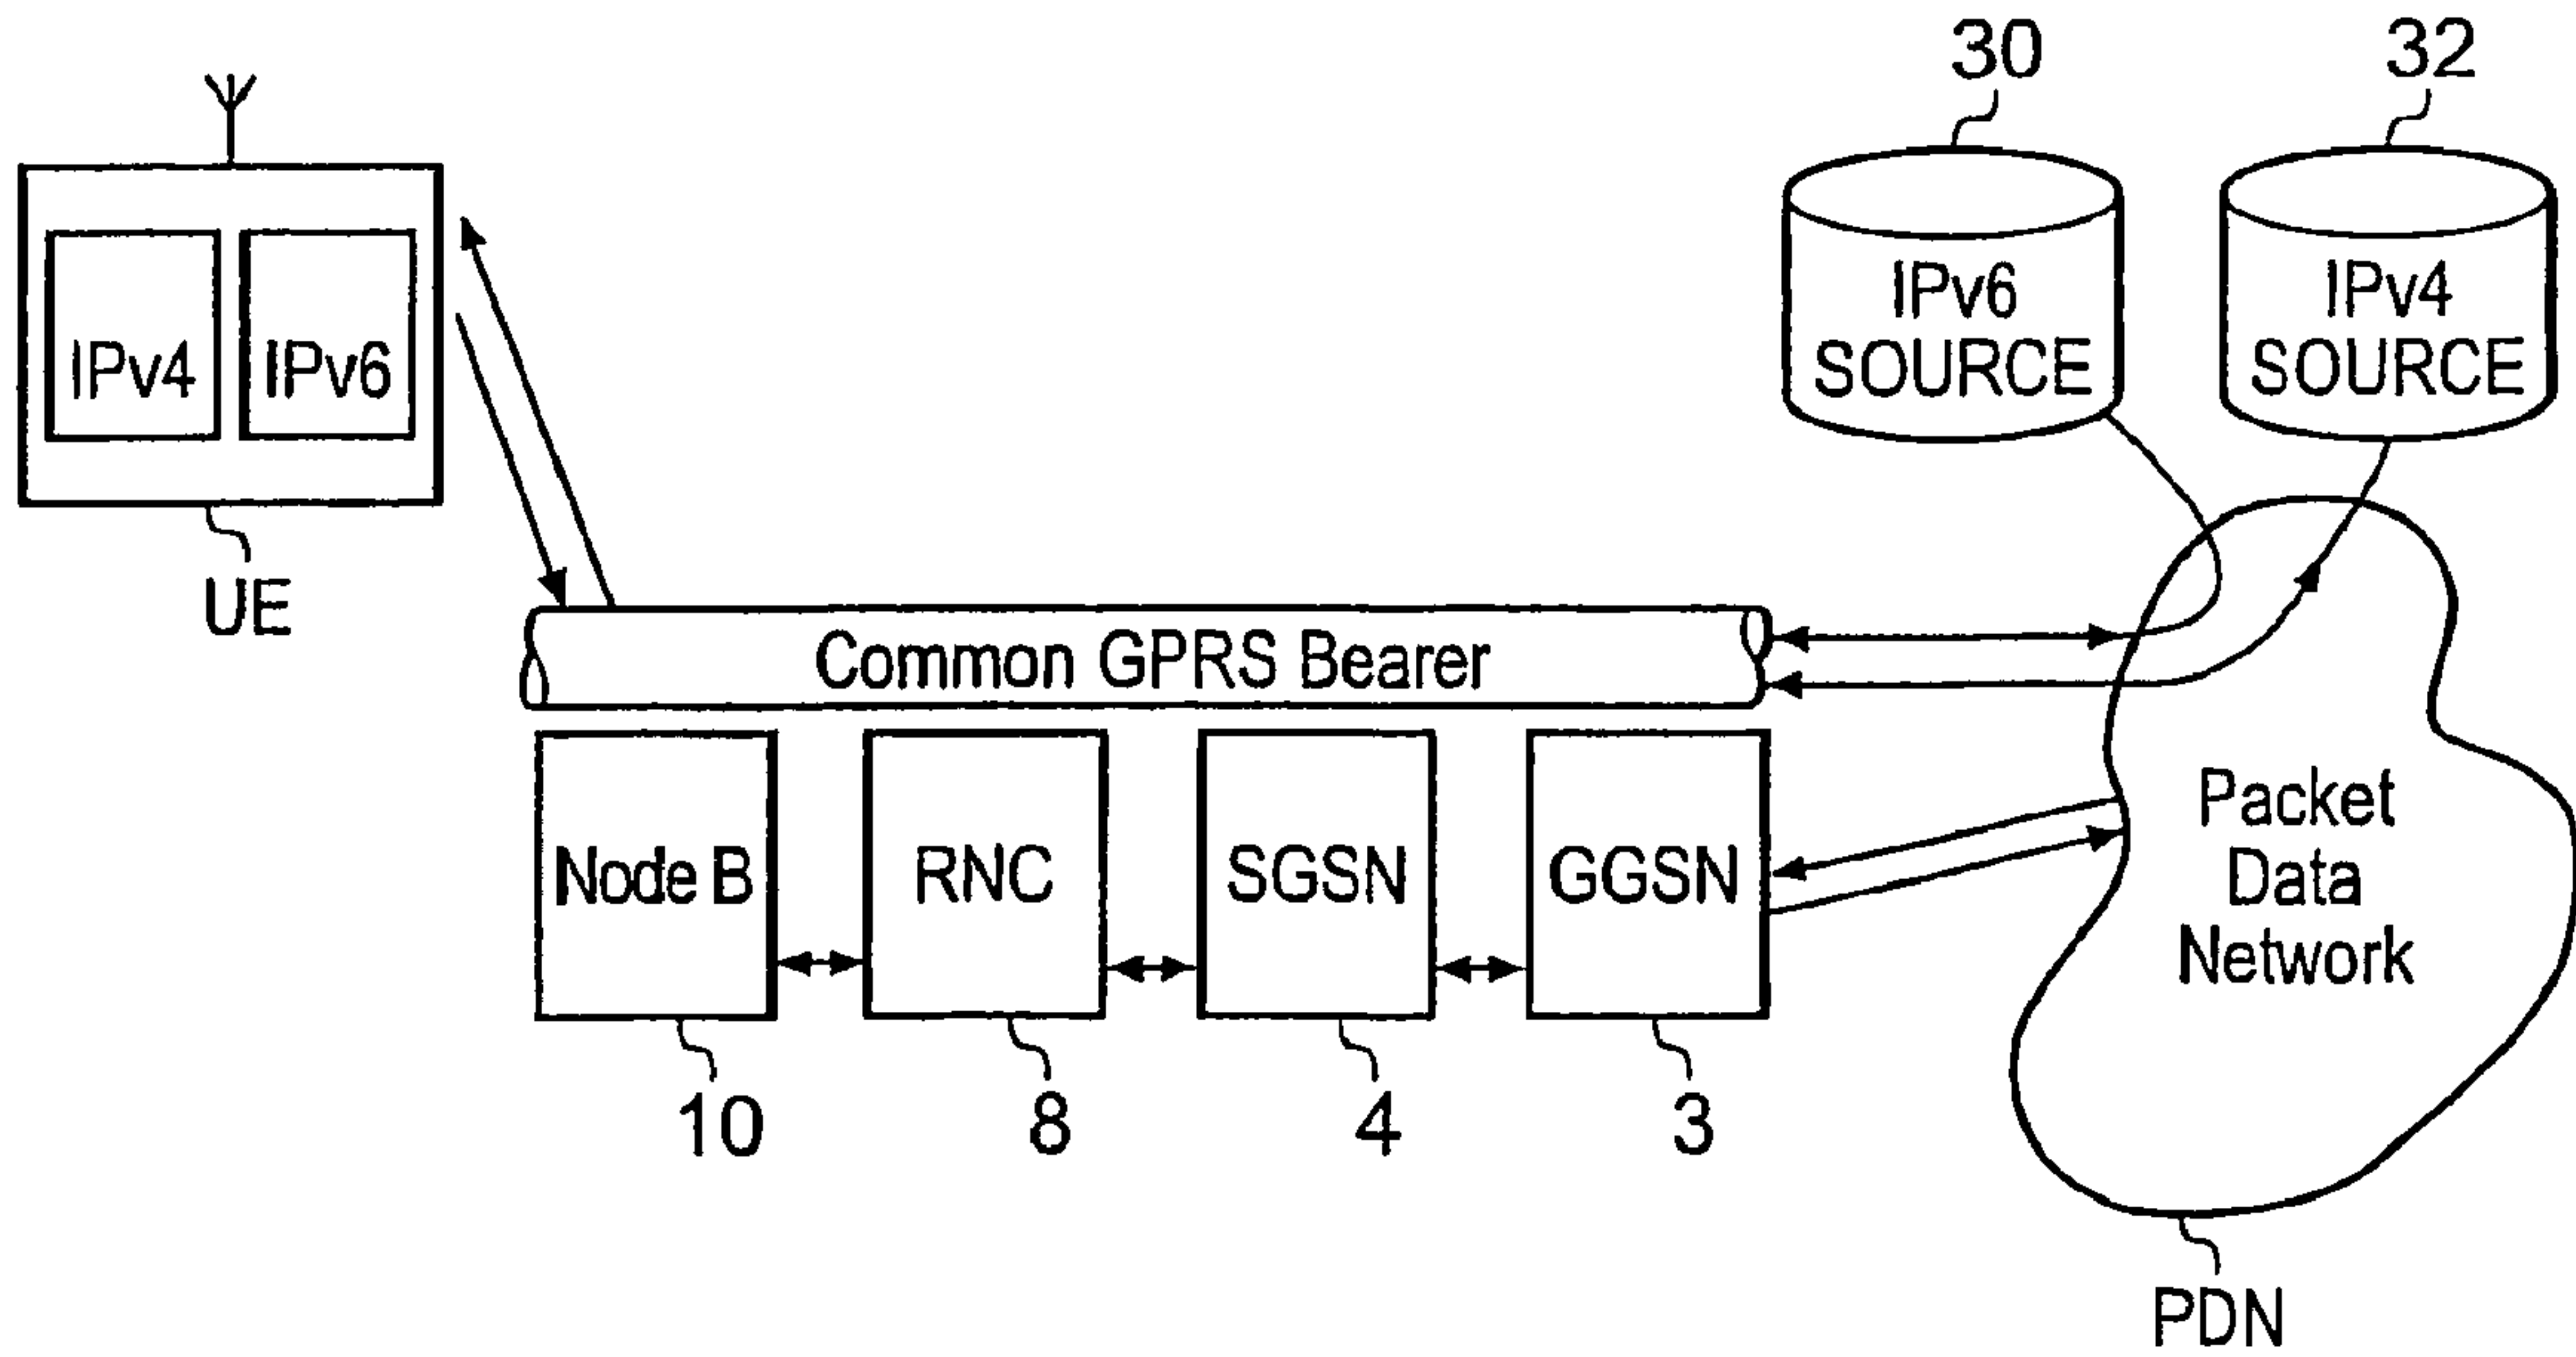 30
32
IPv6
SOURCE
IPv4
SOURCE
IPv4
IPv6
UE
Common GPRS Bearer
Node B
RNC
SGSN
GGSN
Packet
Data
Network
10
8
4
3
PDN